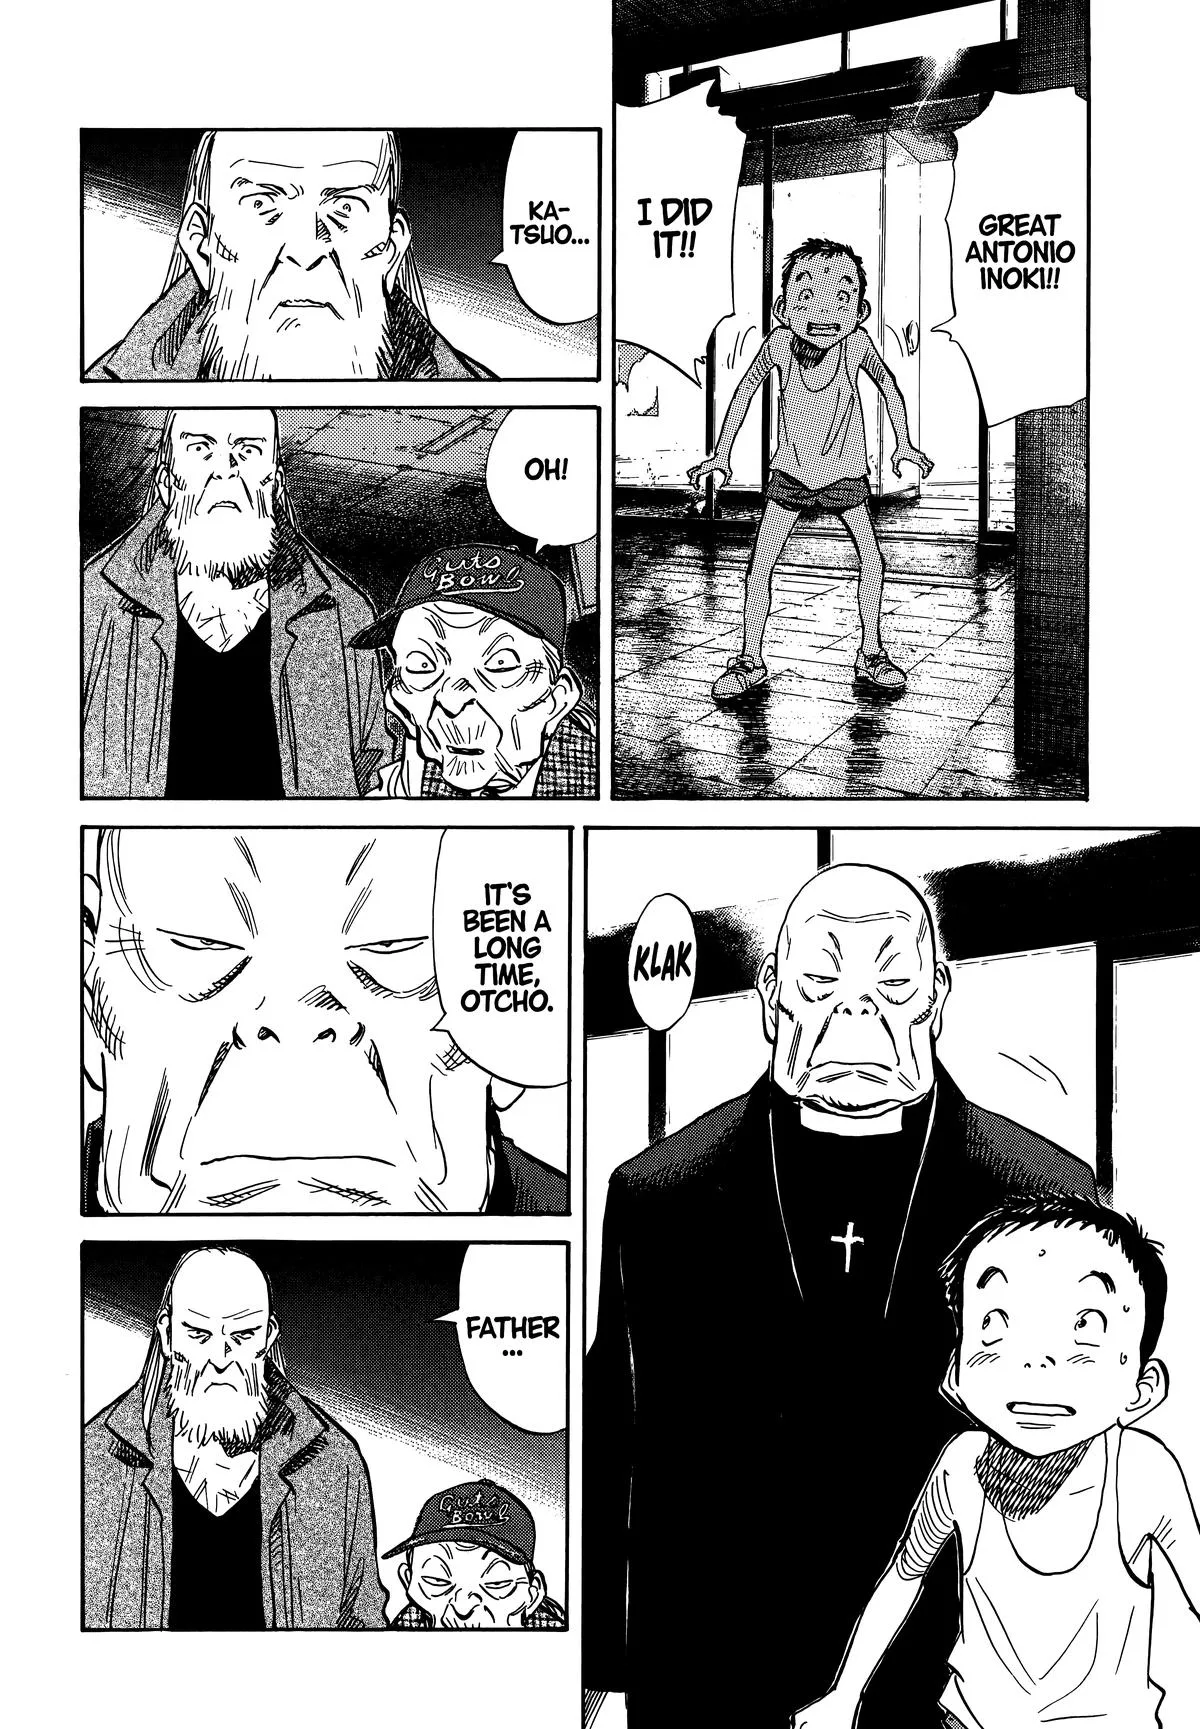 GREAT
ANTONIO
INOKI!!
I DID
IT!!
KA-
TSUO...
OH!
Guts
Bowl
KLAK
IT'S
BEEN A
LONG
TIME,
OTCHO.
FATHER
...
Guts
Bowl